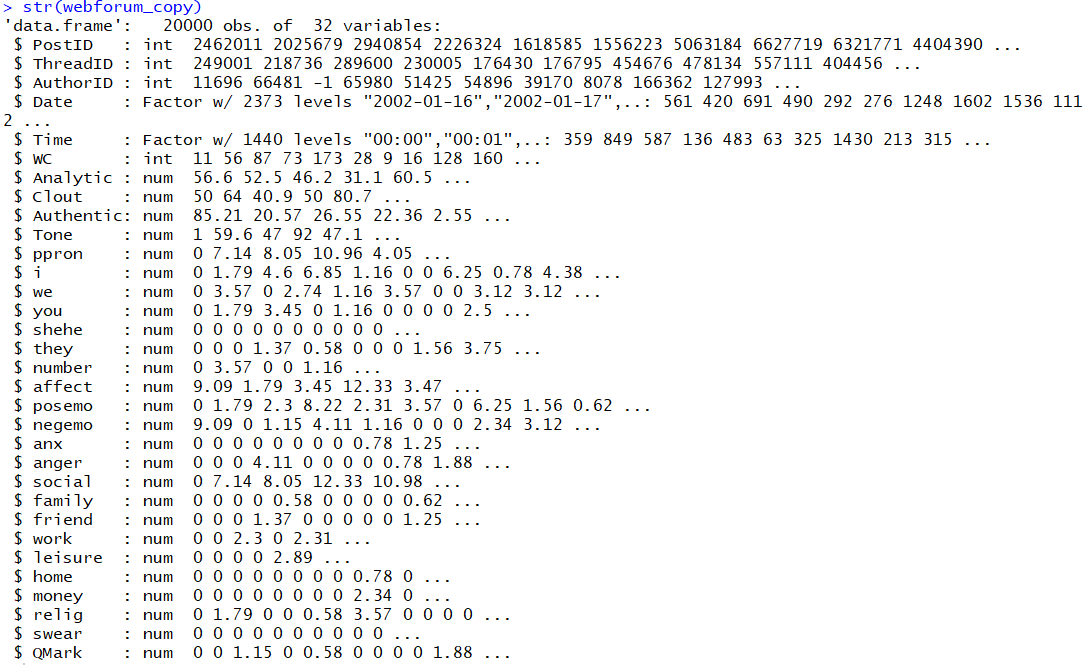 > str(webforum_copy)
'data.frame':   20000 obs. of  32 variables:
 $ PostID   : int  2462011 2025679 2940854 2226324 1618585 1556223 5063184 6627719 6321771 4404390 ...
 $ ThreadID : int  249001 218736 289600 230005 176430 176795 454676 478134 557111 404456 ...
 $ AuthorID : int  11696 66481 -1 65980 51425 54896 39170 8078 166362 127993 ...
 $ Date     : Factor w/ 2373 levels "2002-01-16","2002-01-17",..: 561 420 691 490 292 276 1248 1602 1536 111
2 ...
 $ Time     : Factor w/ 1440 levels "00:00","00:01",..: 359 849 587 136 483 63 325 1430 213 315 ...
 $ WC       : int  11 56 87 73 173 28 9 16 128 160 ...
 $ Analytic : num  56.6 52.5 46.2 31.1 60.5 ...
 $ Clout    : num  50 64 40.9 50 80.7 ...
 $ Authentic: num  85.21 20.57 26.55 22.36 2.55 ...
 $ Tone     : num  1 59.6 47 92 47.1 ...
 $ ppron    : num  0 7.14 8.05 10.96 4.05 ...
 $ i        : num  0 1.79 4.6 6.85 1.16 0 0 6.25 0.78 4.38 ...
 $ we       : num  0 3.57 0 2.74 1.16 3.57 0 0 3.12 3.12 ...
 $ you      : num  0 1.79 3.45 0 1.16 0 0 0 0 2.5 ...
 $ shehe    : num  0 0 0 0 0 0 0 0 0 0 ...
 $ they     : num  0 0 0 1.37 0.58 0 0 0 1.56 3.75 ...
 $ number   : num  0 3.57 0 0 1.16 ...
 $ affect   : num  9.09 1.79 3.45 12.33 3.47 ...
 $ posemo   : num  0 1.79 2.3 8.22 2.31 3.57 0 6.25 1.56 0.62 ...
 $ negemo   : num  9.09 0 1.15 4.11 1.16 0 0 0 2.34 3.12 ...
 $ anx      : num  0 0 0 0 0 0 0 0 0.78 1.25 ...
 $ anger    : num  0 0 0 4.11 0 0 0 0 0.78 1.88 ...
 $ social   : num  0 7.14 8.05 12.33 10.98 ...
 $ family   : num  0 0 0 0 0.58 0 0 0 0 0.62 ...
 $ friend   : num  0 0 0 1.37 0 0 0 0 0 1.25 ...
 $ work     : num  0 0 2.3 0 2.31 ...
 $ leisure  : num  0 0 0 0 2.89 ...
 $ home     : num  0 0 0 0 0 0 0 0 0.78 0 ...
 $ money    : num  0 0 0 0 0 0 0 0 2.34 0 ...
 $ relig    : num  0 1.79 0 0 0.58 3.57 0 0 0 0 ...
 $ swear    : num  0 0 0 0 0 0 0 0 0 0 ...
 $ QMark    : num  0 0 1.15 0 0.58 0 0 0 0 1.88 ...